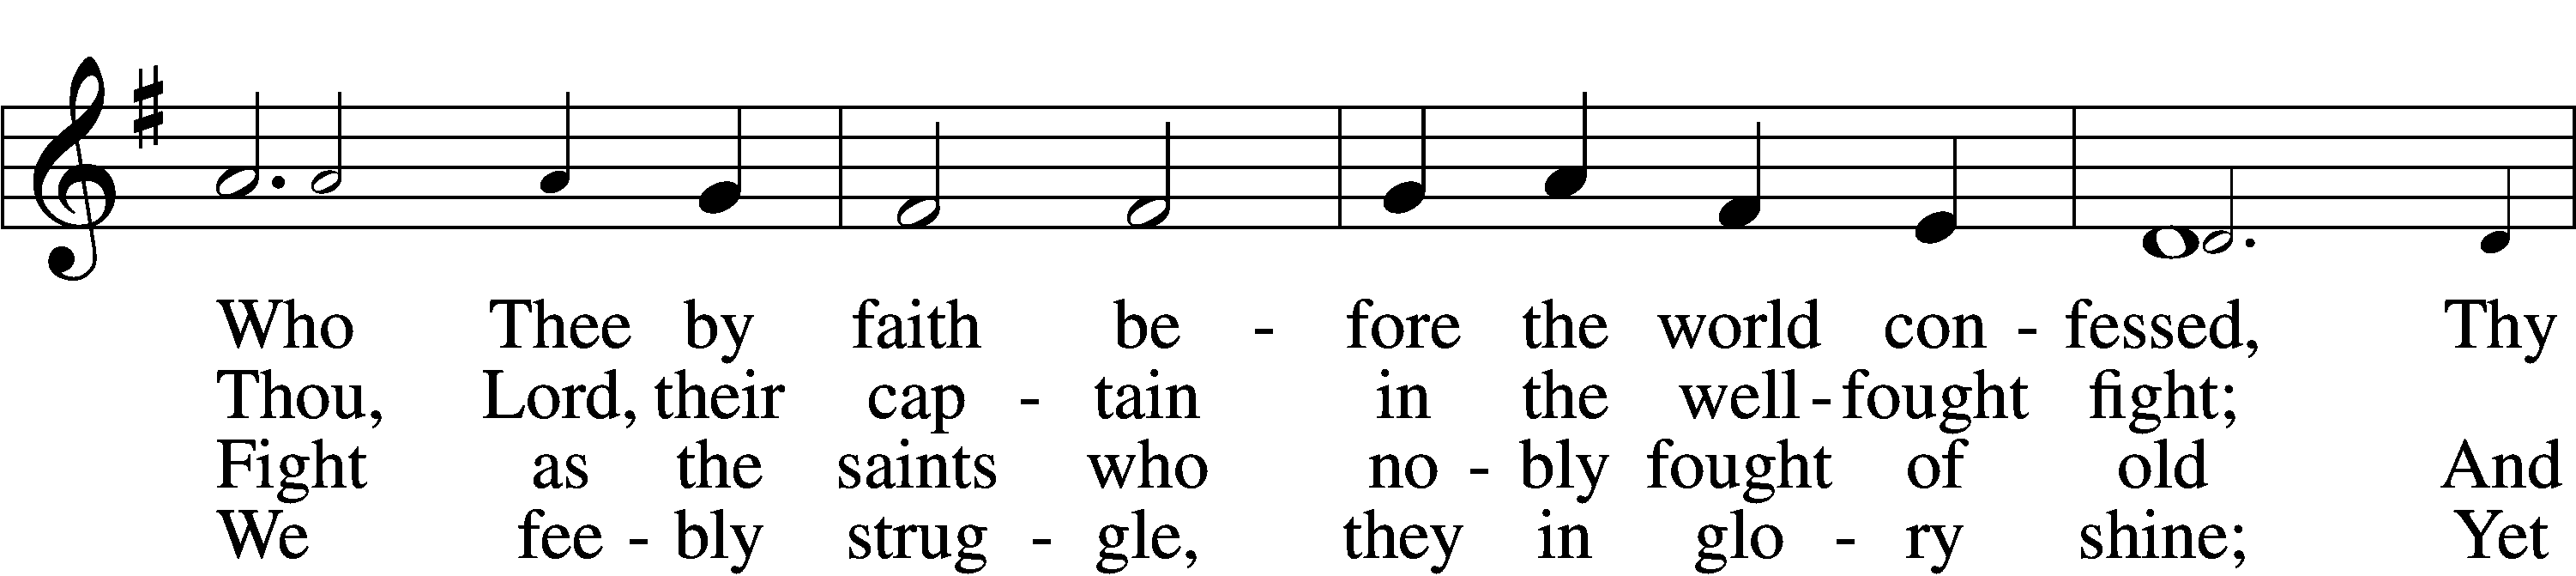 Who Thee by faith be - fore the world con - fessed, Thy
Thou, Lord, their cap - tain in the well - fought fight;
Fight as the saints who no - bly fought of old And
We fee - bly strug - gle, they in glo - ry shine; Yet